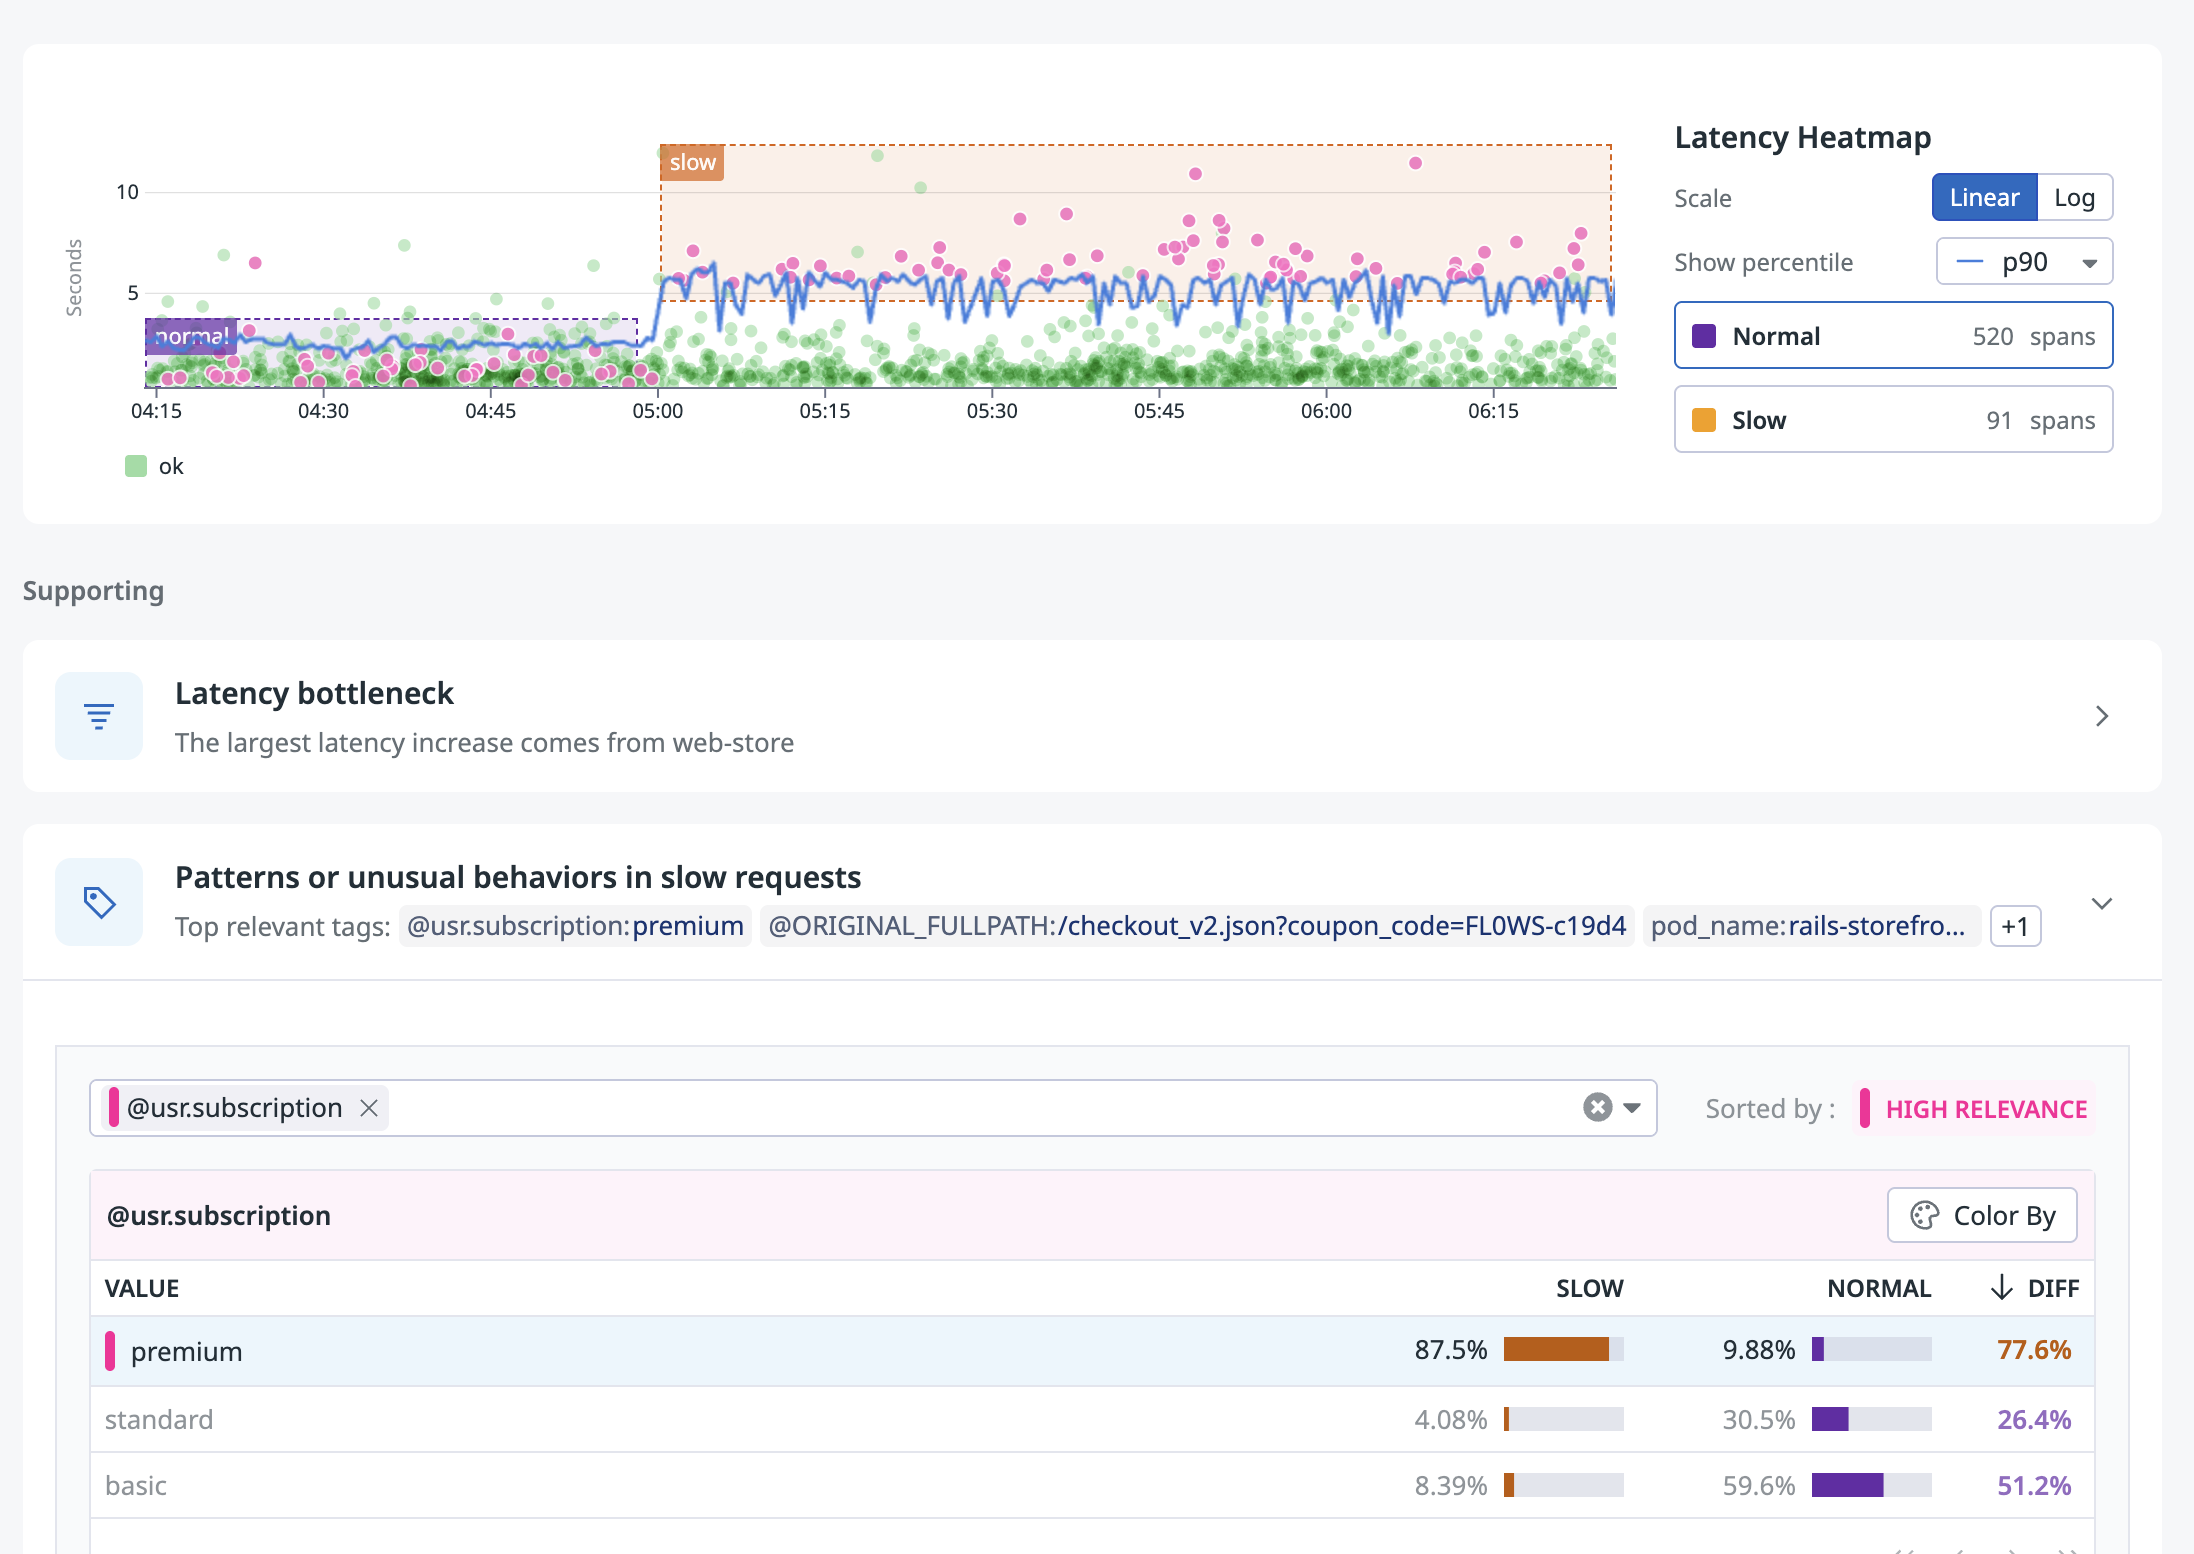 Latency Heatmap
Scale Linear Log
Show percentile p90
Normal 520 spans
Slow 91 spans
Seconds
10
5
slow
normal
04:15 04:30 04:45 05:00 05:15 05:30 05:45 06:00 06:15
ok
Supporting
Latency bottleneck
The largest latency increase comes from web-store
Patterns or unusual behaviors in slow requests
Top relevant tags: @usr.subscription:premium @ORIGINAL_FULLPATH:/checkout_v2.json?coupon_code=FL0WS-c19d4 pod_name:rails-storefro... +1
@usr.subscription
Sorted by : HIGH RELEVANCE
@usr.subscription
Color By
VALUE SLOW NORMAL DIFF
premium 87.5% 9.88% 77.6%
standard 4.08% 30.5% 26.4%
basic 8.39% 59.6% 51.2%